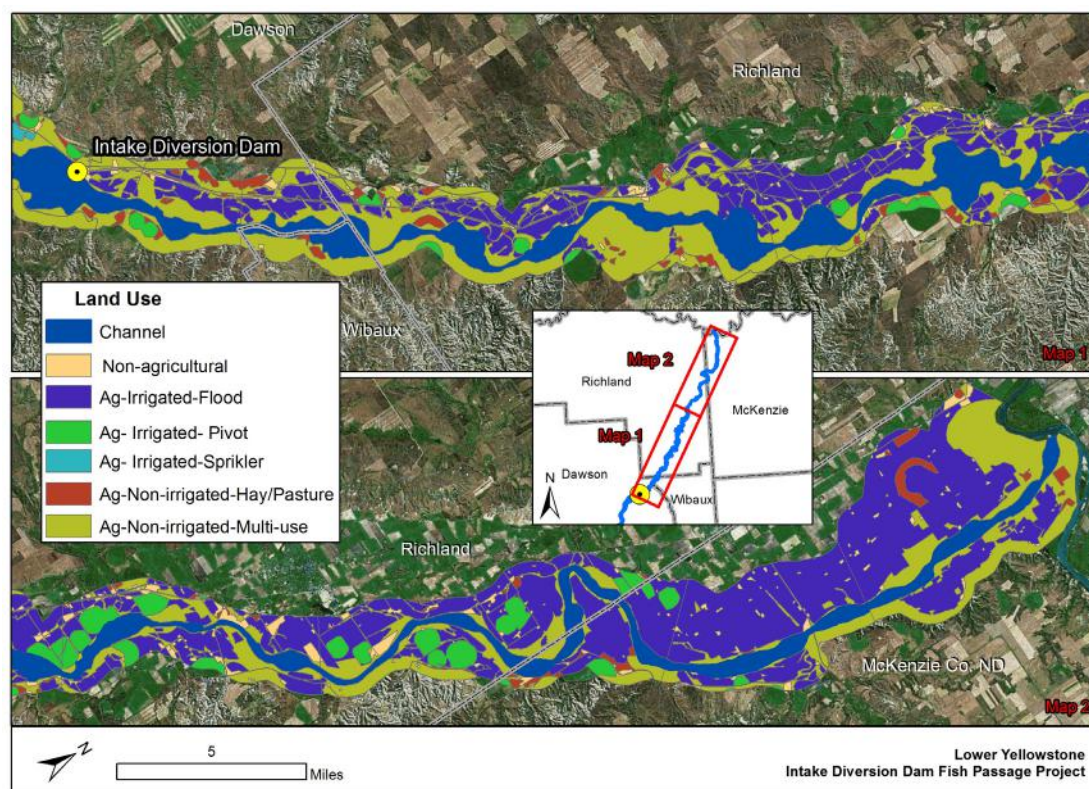 Dawson
Richland
Intake Diversion Dam
Wibaux
Map 1
Land Use
Channel
Non-agricultural
Ag-Irrigated-Flood
Ag- Irrigated- Pivot
Ag- Irrigated-Sprikler
Ag-Non-irrigated-Hay/Pasture
Ag-Non-irrigated-Multi-use
Map 2
Richland
McKenzie
Map 1
Dawson
Wibaux
N
Richland
McKenzie Co, ND
Map 2
N
5
Miles
Lower Yellowstone
Intake Diversion Dam Fish Passage Project